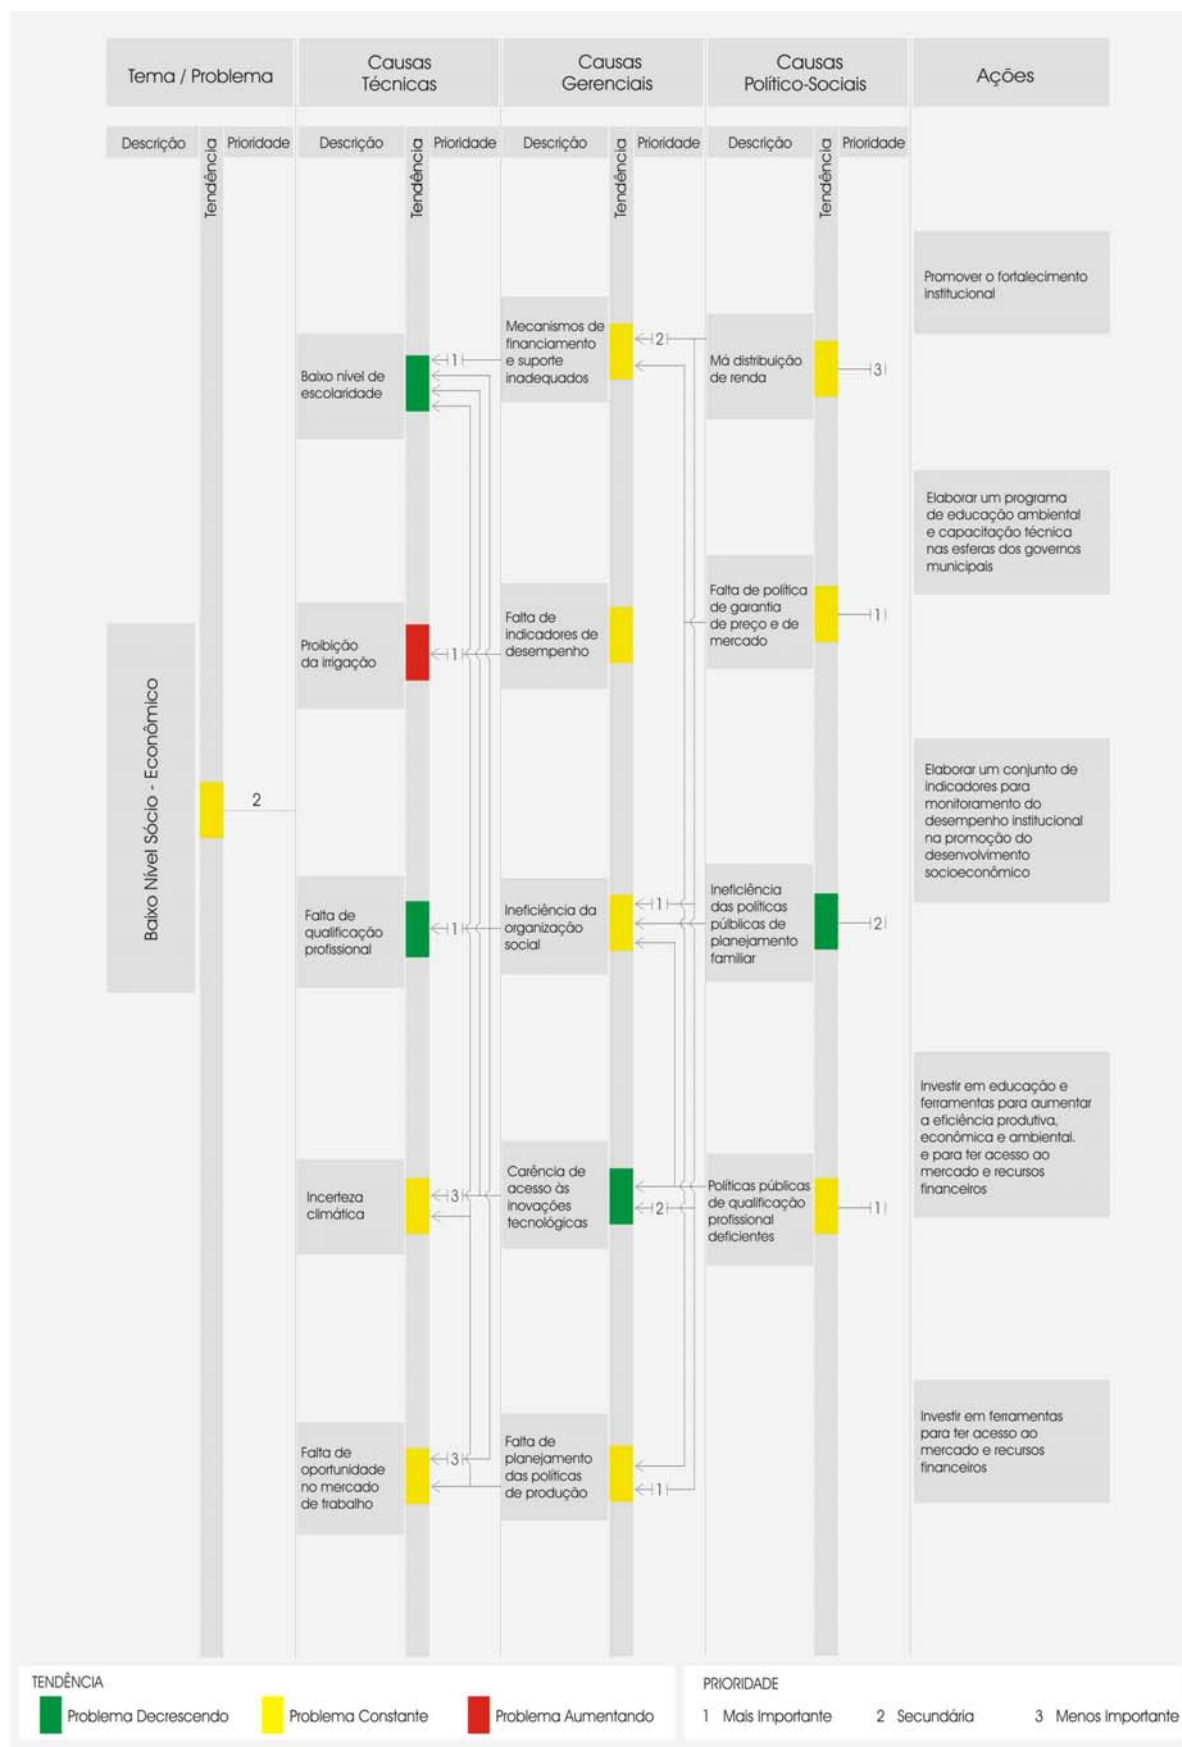 Tema / Problema
Causas
Técnicas
Causas
Gerenciais
Causas
Político-Sociais
Ações
Descrição
Tendência
Prioridade
Descrição
Tendência
Prioridade
Descrição
Tendência
Prioridade
Descrição
Tendência
Prioridade
Baixo Nível Sócio - Econômico
2
Baixo nível de
escolaridade
1
Proibição
da irrigação
1
Falta de
qualificação
profissional
1
Incerteza
climática
3
Falta de
oportunidade
no mercado
de trabalho
3
Mecanismos de
financiamento
e suporte
inadequados
2
Falta de
indicadores de
desempenho
Ineficiência da
organização
social
1
Carência de
acesso às
inovações
tecnológicas
2
Falta de
planejamento
das políticas
de produção
1
Má distribuição
de renda
3
Falta de política
de garantia
de preço e de
mercado
1
Ineficiência
das políticas
públlicas de
planejamento
familiar
2
Políticas públicas
de qualificação
profissional
deficientes
1
Promover o fortalecimento
institucional
Elaborar um programa
de educação ambiental
e capacitação técnica
nas esferas dos governos
municipais
Elaborar um conjunto de
indicadores para
monitoramento do
desempenho institucional
na promoção do
desenvolvimento
socioeconômico
Investir em educação e
ferramentas para aumentar
a eficiência produtiva,
econômica e ambiental.
e para ter acesso ao
mercado e recursos
financeiros
Investir em ferramentas
para ter acesso ao
mercado e recursos
financeiros
TENDÊNCIA
Problema Decrescendo
Problema Constante
Problema Aumentando
PRIORIDADE
1 Mais Importante
2 Secundária
3 Menos Importante